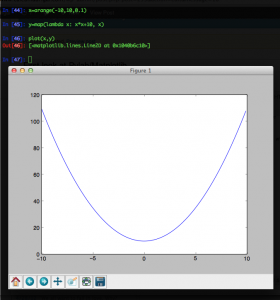 In [44]: x=arange(-10,10,0.1)
In [45]: y=map(lambda x: x*x+10, x)
In [46]: plot(x,y)
Out[46]: [<matplotlib.lines.Line2D at 0x1040b6c10>]
In [47]:
Figure 1
120
100
80
60
40
20
0
-10
-5
0
5
10